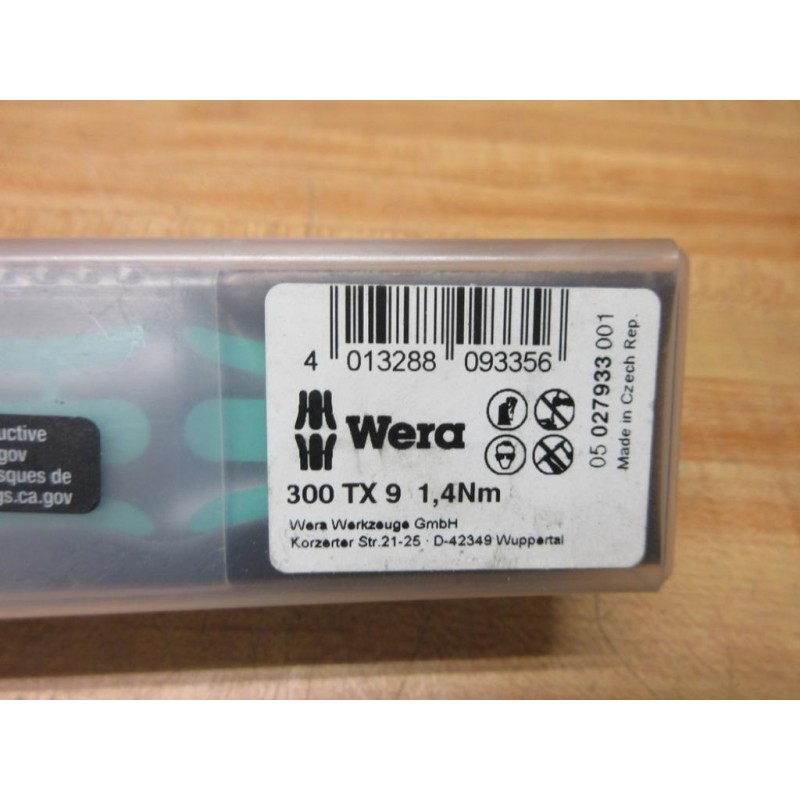 4 013288 093356
Wera
300 TX 9 1,4Nm
Wera Werkzeuge GmbH
Korzerter Str.21-25 · D-42349 Wuppertal
05 027933 001
Made in Czech Rep.
uctive
.gov
sques de
gs.ca.gov